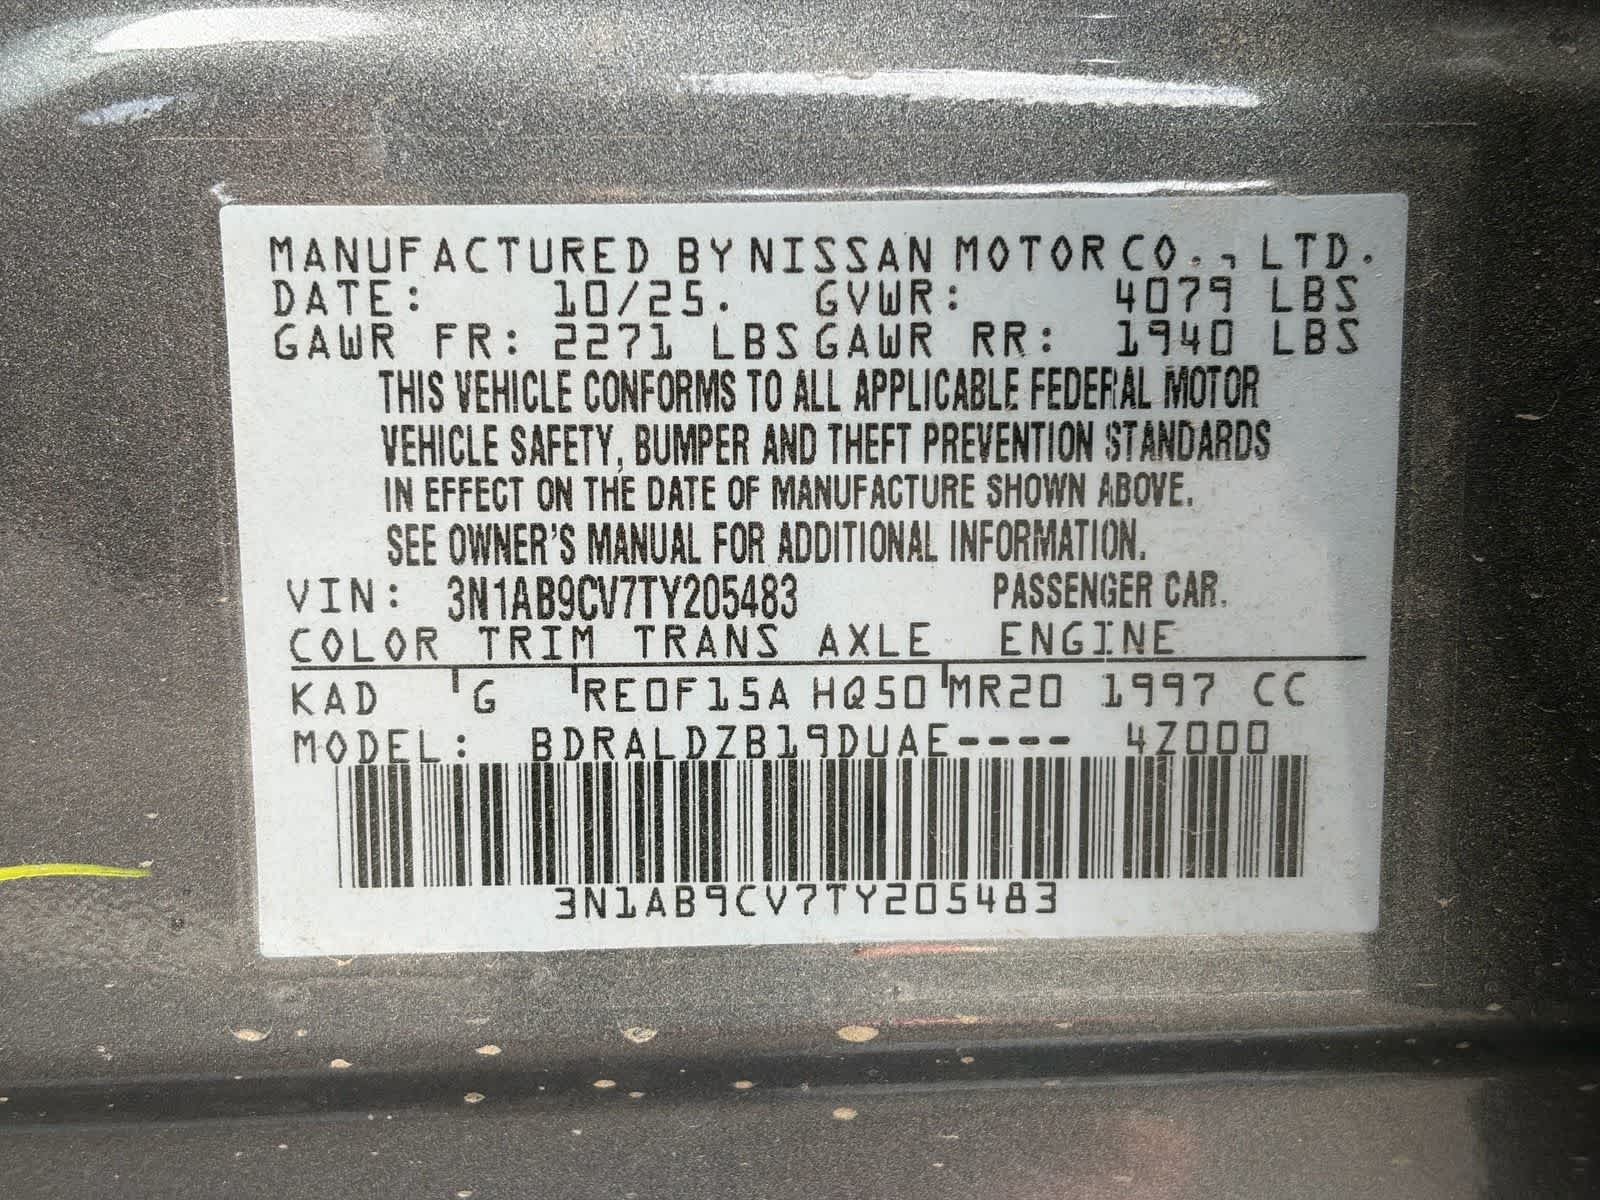 MANUFACTURED BY NISSAN MOTOR CO., LTD.
DATE: 10/25. GVWR: 4079 LBS
GAWR FR: 2271 LBS GAWR RR: 1940 LBS
THIS VEHICLE CONFORMS TO ALL APPLICABLE FEDERAL MOTOR
VEHICLE SAFETY, BUMPER AND THEFT PREVENTION STANDARDS
IN EFFECT ON THE DATE OF MANUFACTURE SHOWN ABOVE.
SEE OWNER'S MANUAL FOR ADDITIONAL INFORMATION.
VIN: 3N1AB9CV7TY205483 PASSENGER CAR.
COLOR TRIM TRANS AXLE ENGINE
KAD G RE0F15A HQ50 MR20 1997 CC
MODEL: BDRALDZB19DUAE---- 4Z000
3N1AB9CV7TY205483